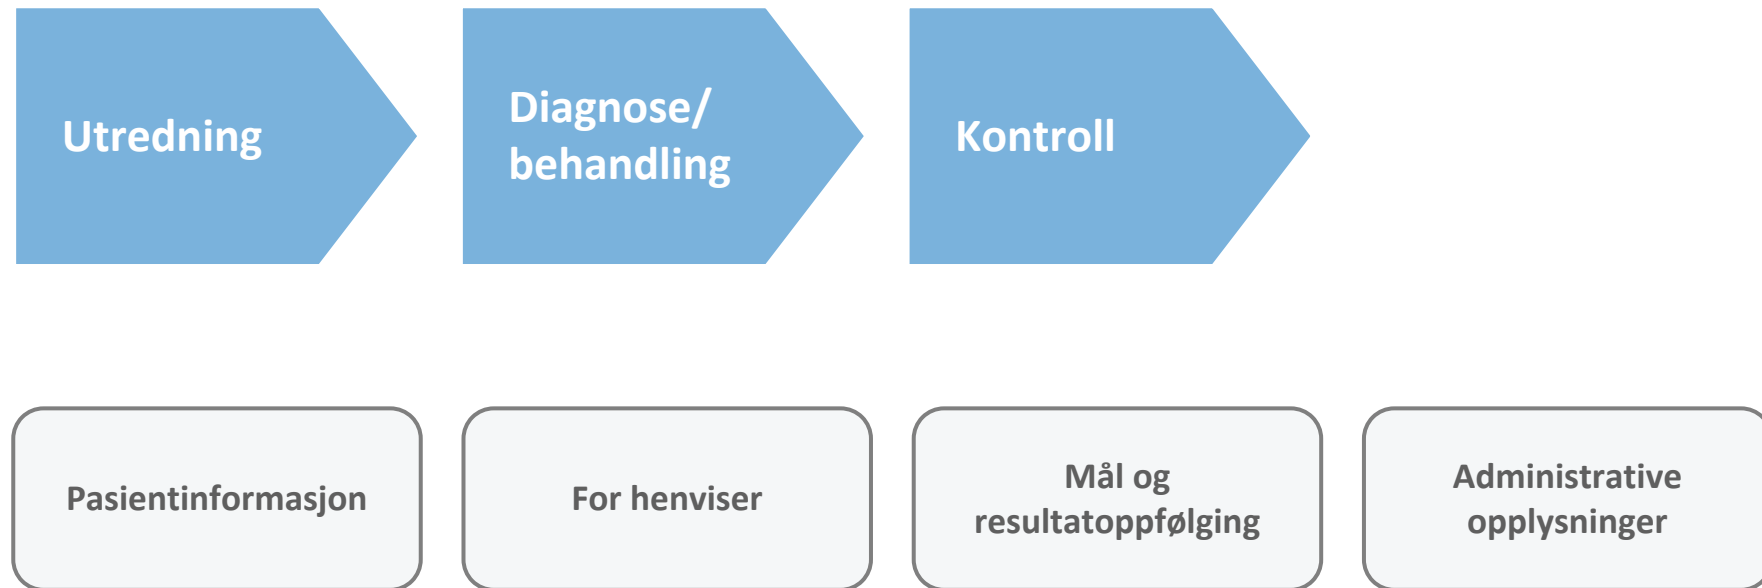 Utredning
Diagnose/
behandling
Kontroll
Pasientinformasjon
For henviser
Mål og
resultatoppfølging
Administrative
opplysninger